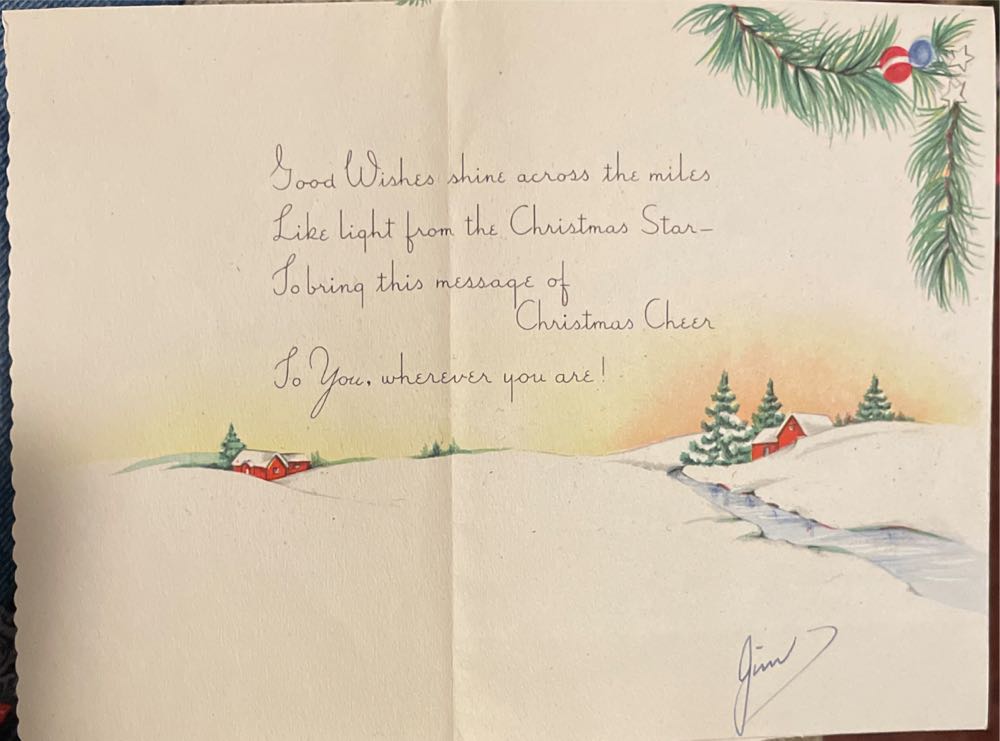 Good Wishes shine across the miles
Like light from the Christmas Star–
To bring this message of
Christmas Cheer
To You, wherever you are!
Jim